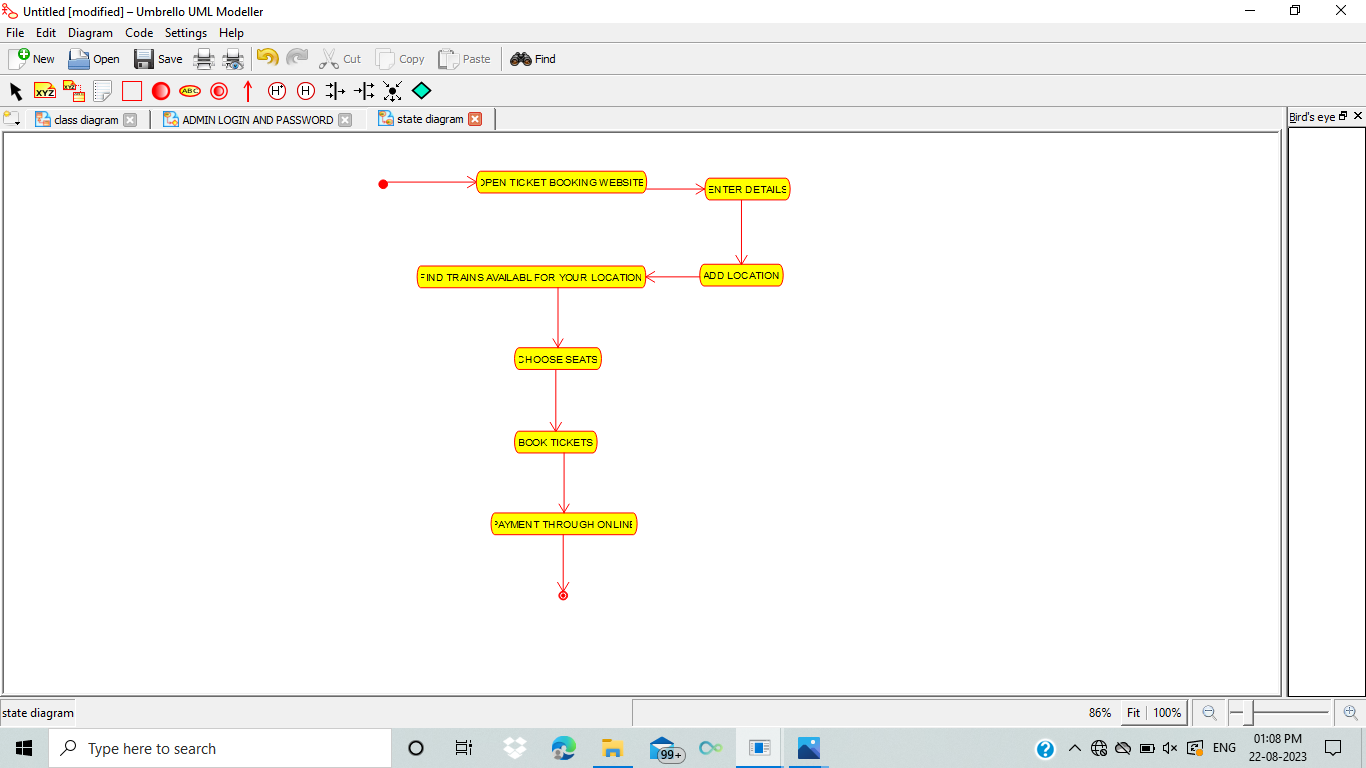 Untitled [modified] – Umbrello UML Modeller
File Edit Diagram Code Settings Help
New Open Save Cut Copy Paste Find
XYZ XYZ ABC H* H
class diagram ADMIN LOGIN AND PASSWORD state diagram Bird's eye
OPEN TICKET BOOKING WEBSITE
ENTER DETAILS
FIND TRAINS AVAILABL FOR YOUR LOCATION
ADD LOCATION
CHOOSE SEATS
BOOK TICKETS
PAYMENT THROUGH ONLINE
state diagram 86% Fit 100%
Type here to search 99+ ENG 01:08 PM
22-08-2023